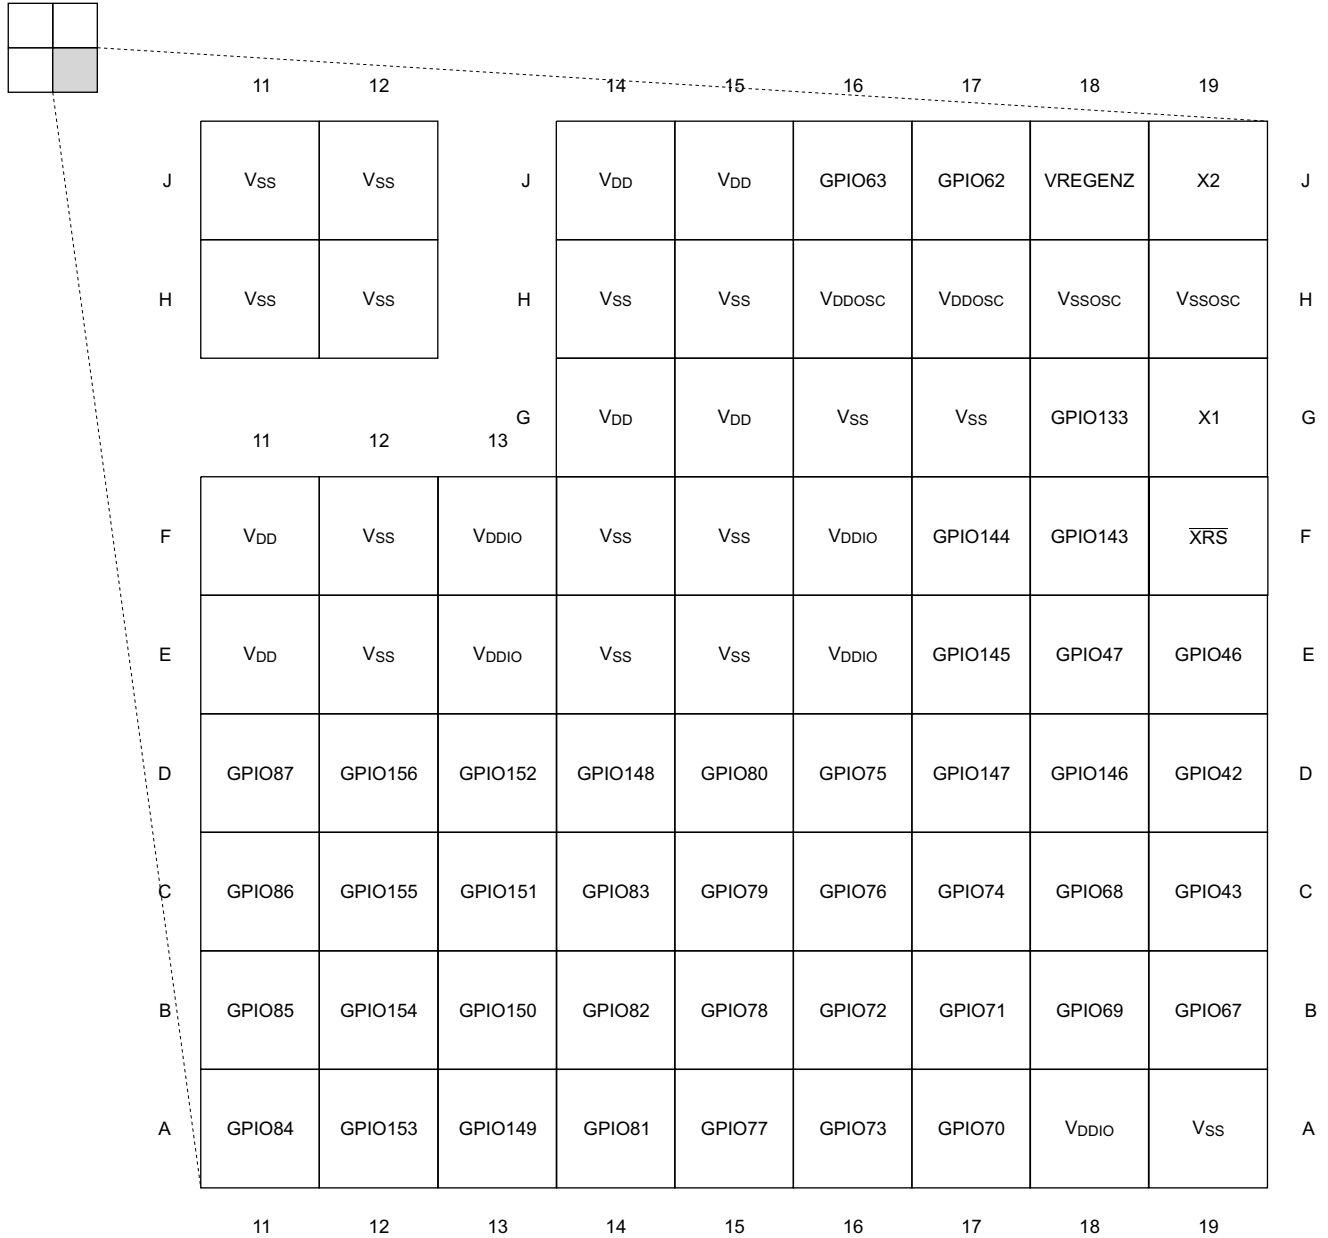 11 12 14 15 16 17 18 19
J VSS VSS J VDD VDD GPIO63 GPIO62 VREGENZ X2 J
H VSS VSS H VSS VSS VDDOSC VDDOSC VSSOSC VSSOSC H
G VDD VDD VSS VSS GPIO133 X1 G
11 12 13
F VDD VSS VDDIO VSS VSS VDDIO GPIO144 GPIO143 X̅R̅S̅ F
E VDD VSS VDDIO VSS VSS VDDIO GPIO145 GPIO47 GPIO46 E
D GPIO87 GPIO156 GPIO152 GPIO148 GPIO80 GPIO75 GPIO147 GPIO146 GPIO42 D
C GPIO86 GPIO155 GPIO151 GPIO83 GPIO79 GPIO76 GPIO74 GPIO68 GPIO43 C
B GPIO85 GPIO154 GPIO150 GPIO82 GPIO78 GPIO72 GPIO71 GPIO69 GPIO67 B
A GPIO84 GPIO153 GPIO149 GPIO81 GPIO77 GPIO73 GPIO70 VDDIO VSS A
11 12 13 14 15 16 17 18 19